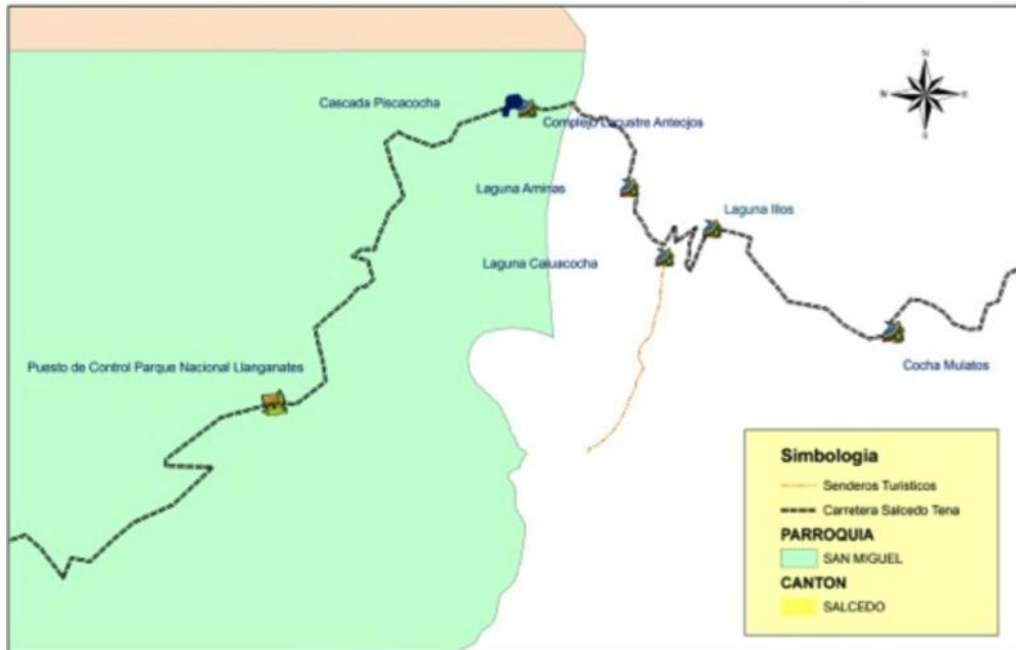 N
W
E
S
Cascada Piscacocha
Complejo Lacustre Anteojos
Laguna Aminas
Laguna Illos
Laguna Caluacocha
Puesto de Control Parque Nacional Llanganates
Cocha Mulatos
Simbologia
Senderos Turisticos
Carretera Salcedo Tena
PARROQUIA
SAN MIGUEL
CANTON
SALCEDO